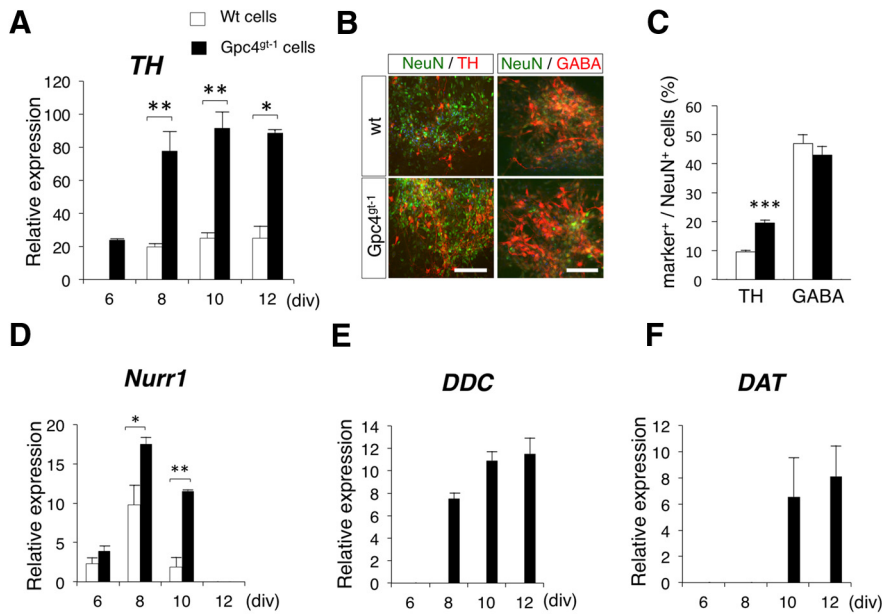 A
Wt cells
Gpc4gt-1 cells
TH
Relative expression
120
100
80
60
40
20
0
** ** *
6 8 10 12 (div)
B
NeuN / TH NeuN / GABA
wt
Gpc4gt-1
C
marker+ / NeuN+ cells (%)
60
50
40
30
20
10
0
***
TH GABA
D
Nurr1
Relative expression
20
15
10
5
0
* **
6 8 10 12 (div)
E
DDC
Relative expression
14
12
10
8
6
4
2
0
6 8 10 12 (div)
F
DAT
Relative expression
12
10
8
6
4
2
0
6 8 10 12 (div)